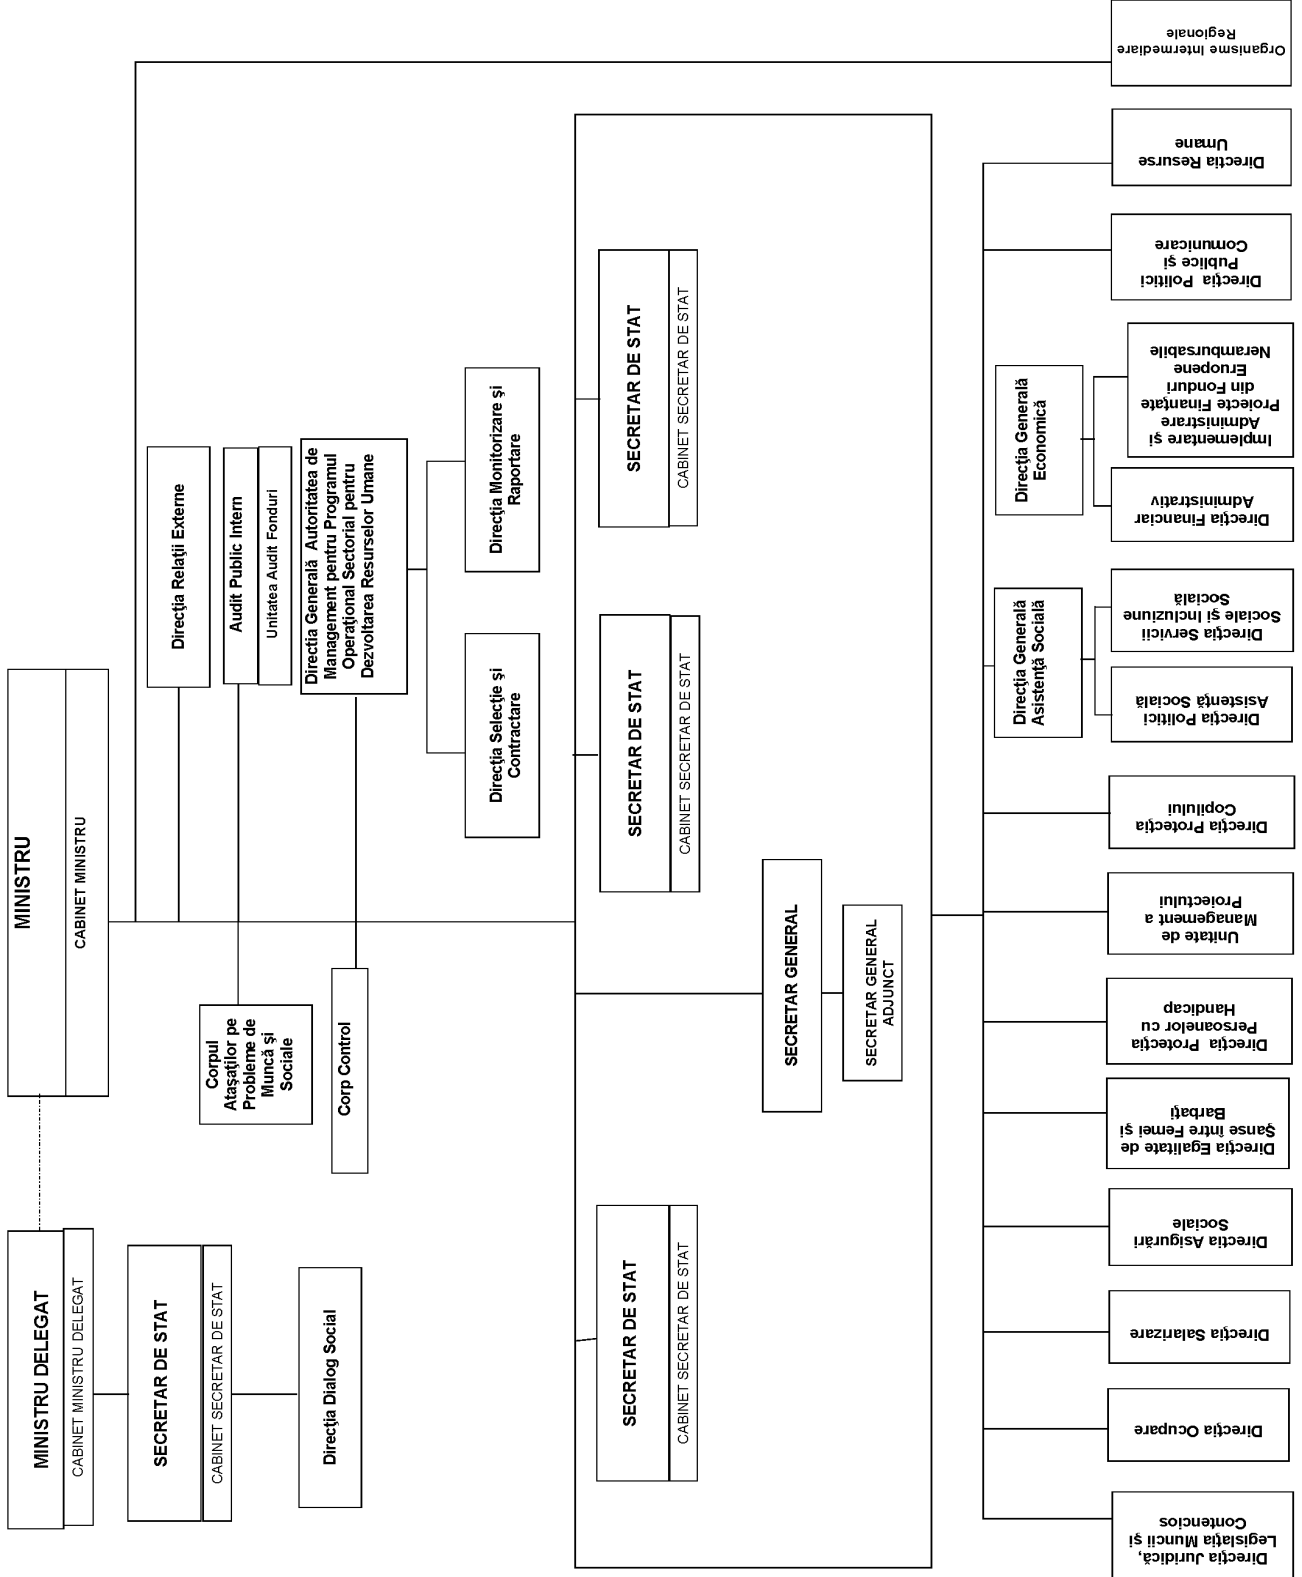 MINISTRU DELEGAT
CABINET MINISTRU DELEGAT
SECRETAR DE STAT
CABINET SECRETAR DE STAT
Direcţia Dialog Social
MINISTRU
CABINET MINISTRU
Corpul
Ataşaţilor pe
Probleme de
Muncă şi
Sociale
Corp Control
Direcţia Relaţii Externe
Audit Public Intern
Unitatea Audit Fonduri
Directia Generală Autoritatea de
Management pentru Programul
Operaţional Sectorial pentru
Dezvoltarea Resurselor Umane
Direcţia Selecţie şi
Contractare
Direcţia Monitorizare şi
Raportare
SECRETAR DE STAT
CABINET SECRETAR DE STAT
SECRETAR DE STAT
CABINET SECRETAR DE STAT
SECRETAR DE STAT
CABINET SECRETAR DE STAT
SECRETAR GENERAL
SECRETAR GENERAL
ADJUNCT
Direcţia Juridică,
Legislaţia Muncii şi
Contencios
Direcţia Ocupare
Direcţia Salarizare
Direcţia Asigurări
Sociale
Direcţia Egalitate de
Şanse între Femei şi
Barbaţi
Direcţia Protecţia
Persoanelor cu
Handicap
Unitate de
Management a
Proiectului
Direcţia Protecţia
Copilului
Direcţia Generală
Asistenţă Socială
Direcţia Politici
Asistenţă Socială
Direcţia Servicii
Sociale şi Incluziune
Socială
Direcţia Generală
Economică
Direcţia Financiar
Administrativ
Implementare şi
Administrare
Proiecte Finanţate
din Fonduri
Eruopene
Nerambursabile
Direcţia Politici
Publice şi
Comunicare
Direcţia Resurse
Umane
Organisme Intermediare
Regionale